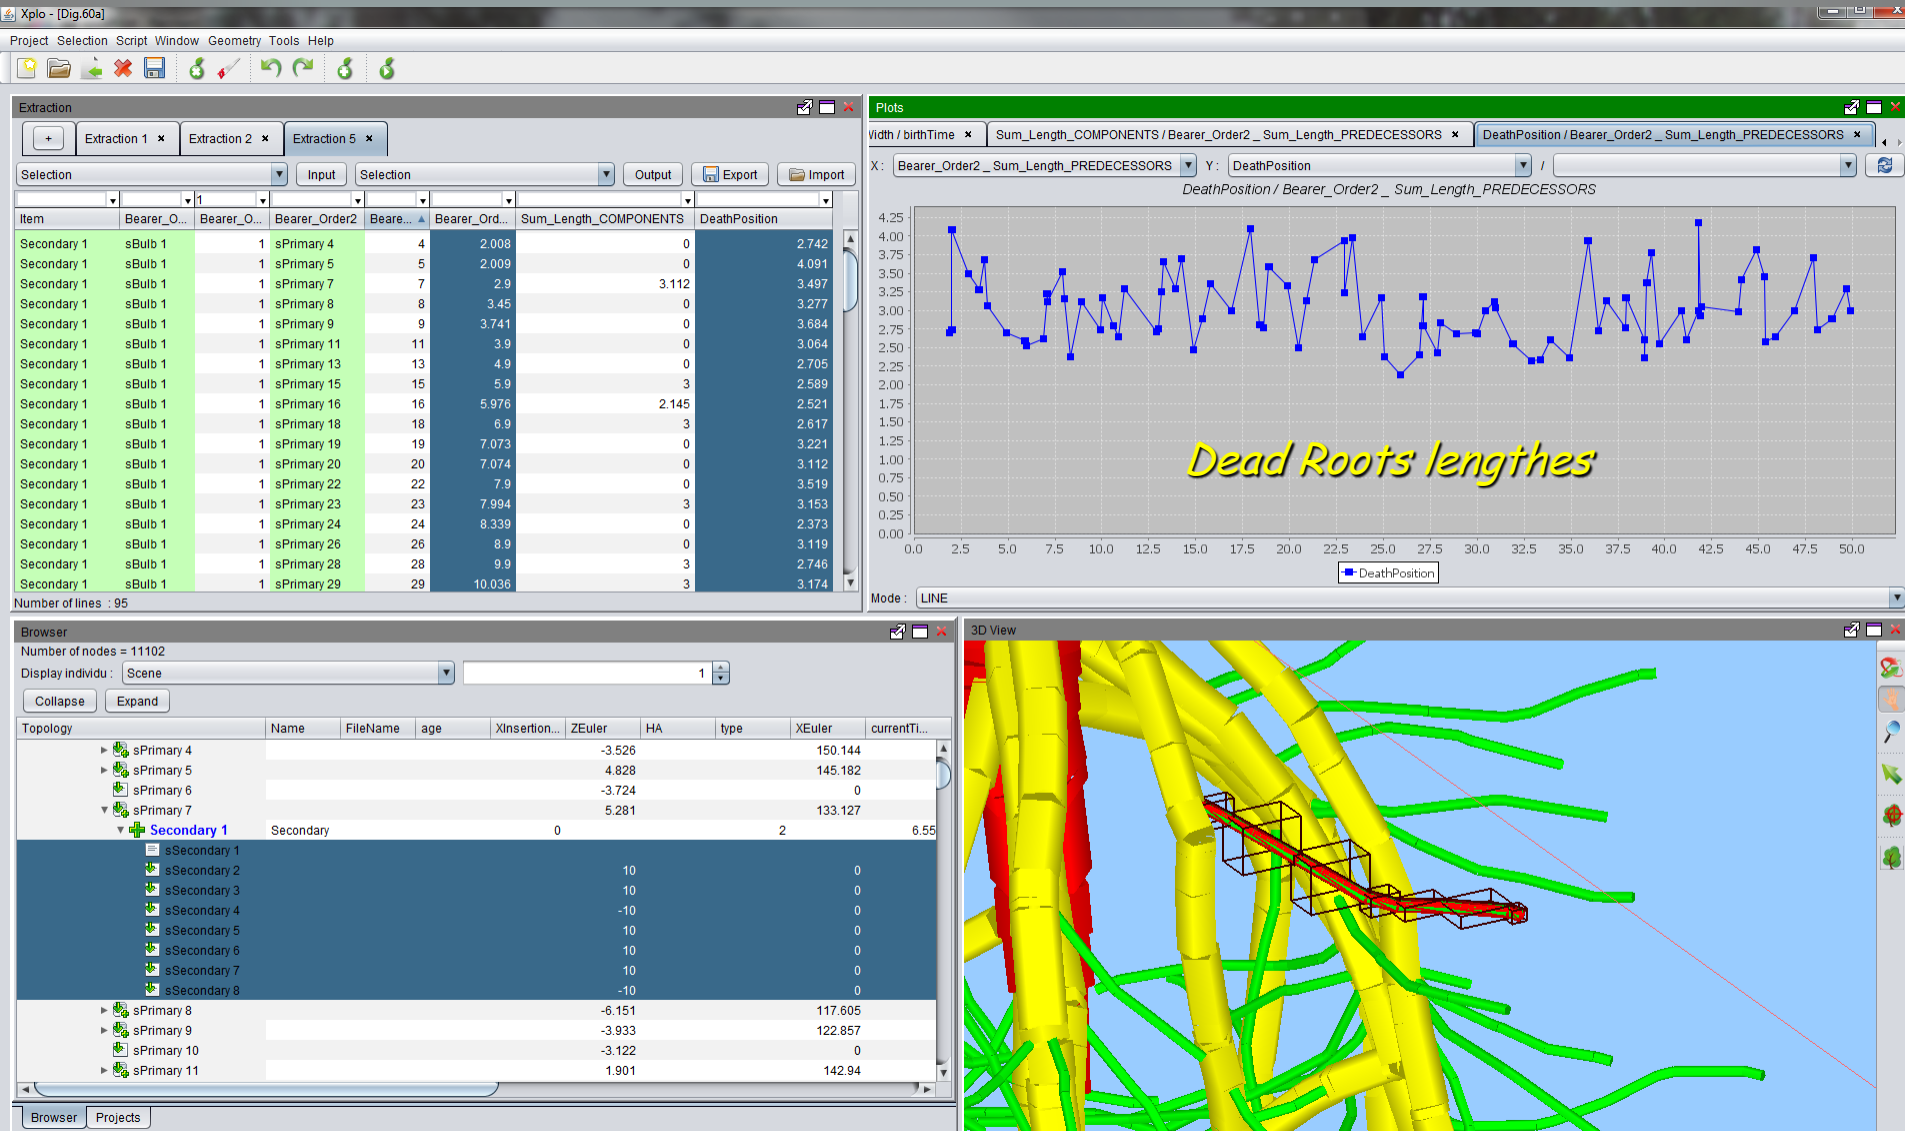 Xplo - [Dig.60a]
Project Selection Script Window Geometry Tools Help
Extraction
+ Extraction 1 × Extraction 2 × Extraction 5 ×
Selection Input Selection Output Export Import
1
Item Bearer_O... Bearer_O... Bearer_Order2 Beare... Bearer_Ord... Sum_Length_COMPONENTS DeathPosition
Secondary 1 sBulb 1 1 sPrimary 4 4 2.008 0 2.742
Secondary 1 sBulb 1 1 sPrimary 5 5 2.009 0 4.091
Secondary 1 sBulb 1 1 sPrimary 7 7 2.9 3.112 3.497
Secondary 1 sBulb 1 1 sPrimary 8 8 3.45 0 3.277
Secondary 1 sBulb 1 1 sPrimary 9 9 3.741 0 3.684
Secondary 1 sBulb 1 1 sPrimary 11 11 3.9 0 3.064
Secondary 1 sBulb 1 1 sPrimary 13 13 4.9 0 2.705
Secondary 1 sBulb 1 1 sPrimary 15 15 5.9 3 2.589
Secondary 1 sBulb 1 1 sPrimary 16 16 5.976 2.145 2.521
Secondary 1 sBulb 1 1 sPrimary 18 18 6.9 3 2.617
Secondary 1 sBulb 1 1 sPrimary 19 19 7.073 0 3.221
Secondary 1 sBulb 1 1 sPrimary 20 20 7.074 0 3.112
Secondary 1 sBulb 1 1 sPrimary 22 22 7.9 0 3.519
Secondary 1 sBulb 1 1 sPrimary 23 23 7.994 3 3.153
Secondary 1 sBulb 1 1 sPrimary 24 24 8.339 0 2.373
Secondary 1 sBulb 1 1 sPrimary 26 26 8.9 0 3.119
Secondary 1 sBulb 1 1 sPrimary 28 28 9.9 3 2.746
Secondary 1 sBulb 1 1 sPrimary 29 29 10.036 3 3.174
Number of lines : 95
Plots
/idth / birthTime × Sum_Length_COMPONENTS / Bearer_Order2 _ Sum_Length_PREDECESSORS × DeathPosition / Bearer_Order2 _ Sum_Length_PREDECESSORS ×
X : Bearer_Order2 _ Sum_Length_PREDECESSORS Y : DeathPosition /
DeathPosition / Bearer_Order2 _ Sum_Length_PREDECESSORS
4.25
4.00
3.75
3.50
3.25
3.00
2.75
2.50
2.25
2.00
1.75
1.50
1.25
1.00
0.75
0.50
0.25
0.00
Dead Roots lengthes
0.0 2.5 5.0 7.5 10.0 12.5 15.0 17.5 20.0 22.5 25.0 27.5 30.0 32.5 35.0 37.5 40.0 42.5 45.0 47.5 50.0
DeathPosition
Mode : LINE
Browser
Number of nodes = 11102
Display individu : Scene 1
Collapse Expand
Topology Name FileName age XInsertion... ZEuler HA type XEuler currentTi...
sPrimary 4 -3.526 150.144
sPrimary 5 4.828 145.182
sPrimary 6 -3.724 0
sPrimary 7 5.281 133.127
Secondary 1 Secondary 0 2 6.55
sSecondary 1
sSecondary 2 10 0
sSecondary 3 10 0
sSecondary 4 -10 0
sSecondary 5 10 0
sSecondary 6 10 0
sSecondary 7 10 0
sSecondary 8 -10 0
sPrimary 8 -6.151 117.605
sPrimary 9 -3.933 122.857
sPrimary 10 -3.122 0
sPrimary 11 1.901 142.94
Browser Projects
3D View